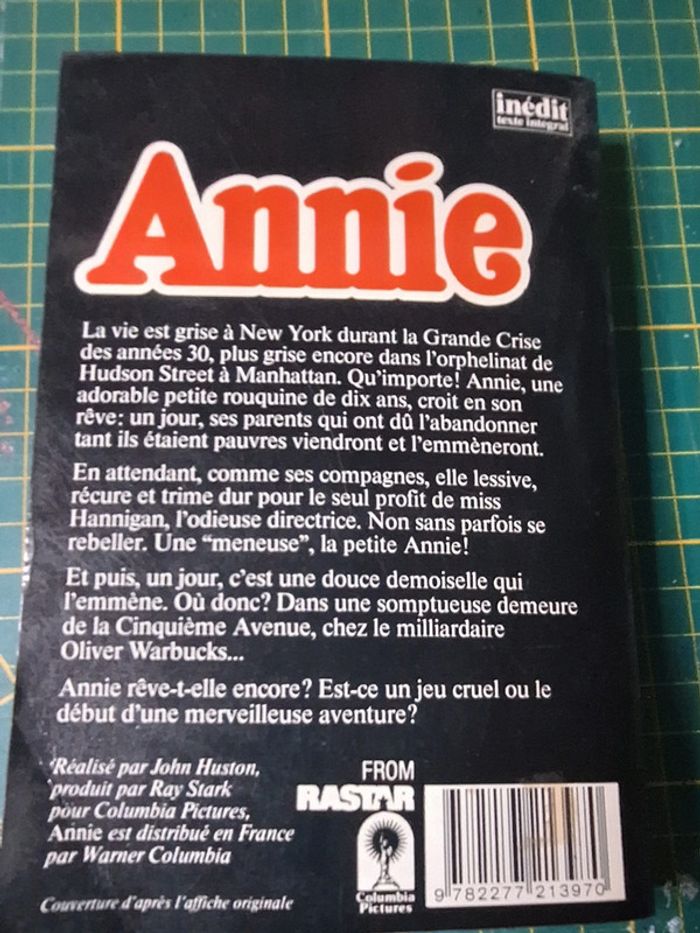 inédit
texte intégral
Annie
La vie est grise à New York durant la Grande Crise
des années 30, plus grise encore dans l'orphelinat de
Hudson Street à Manhattan. Qu'importe! Annie, une
adorable petite rouquine de dix ans, croit en son
rêve: un jour, ses parents qui ont dû l'abandonner
tant ils étaient pauvres viendront et l'emmèneront.
En attendant, comme ses compagnes, elle lessive,
récure et trime dur pour le seul profit de miss
Hannigan, l'odieuse directrice. Non sans parfois se
rebeller. Une “meneuse”, la petite Annie!
Et puis, un jour, c'est une douce demoiselle qui
l'emmène. Où donc? Dans une somptueuse demeure
de la Cinquième Avenue, chez le milliardaire
Oliver Warbucks...
Annie rêve-t-elle encore? Est-ce un jeu cruel ou le
début d'une merveilleuse aventure?
Réalisé par John Huston,
produit par Ray Stark
pour Columbia Pictures,
Annie est distribué en France
par Warner Columbia
Couverture d'après l'affiche originale
FROM
RASTAR
Columbia
Pictures
9 782277 213970